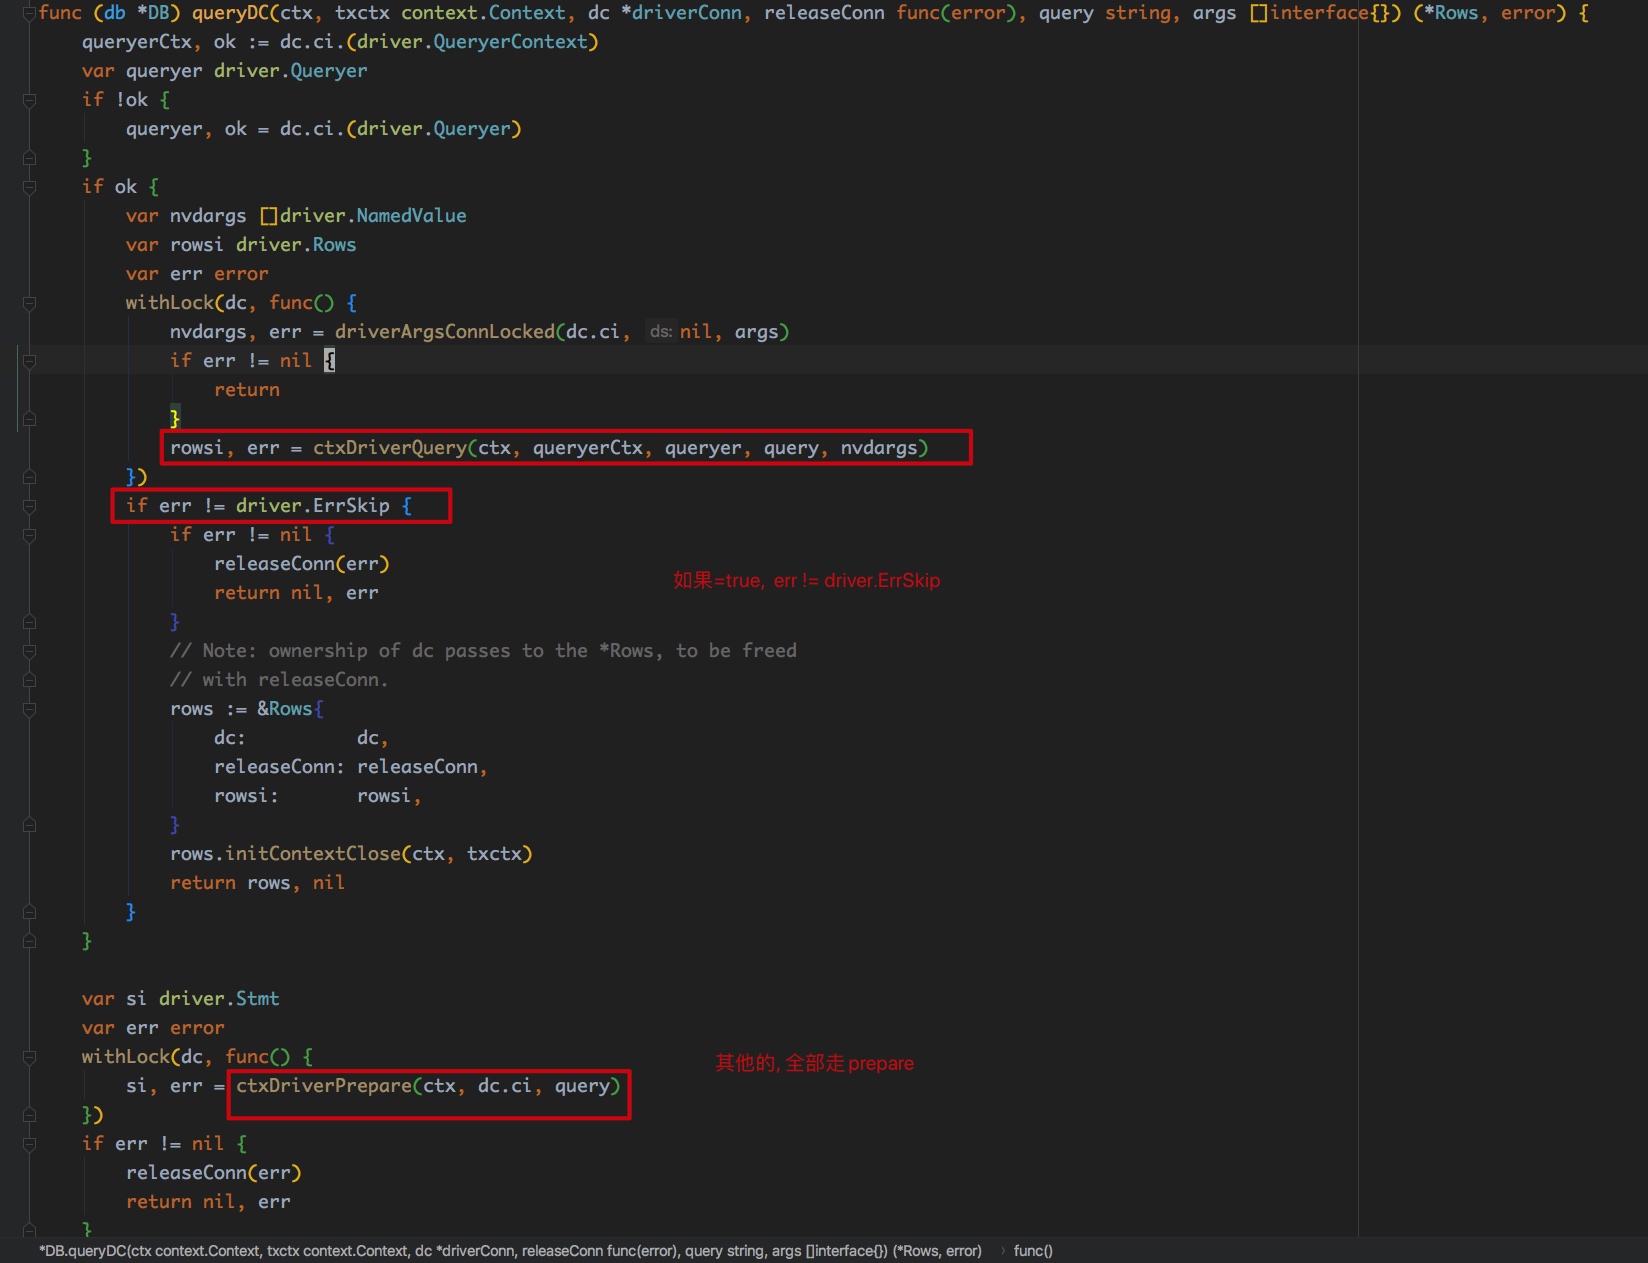 func (db *DB) queryDC(ctx, txctx context.Context, dc *driverConn, releaseConn func(error), query string, args []interface{}) (*Rows, error) {
    queryerCtx, ok := dc.ci.(driver.QueryerContext)
    var queryer driver.Queryer
    if !ok {
        queryer, ok = dc.ci.(driver.Queryer)
    }
    if ok {
        var nvdargs []driver.NamedValue
        var rowsi driver.Rows
        var err error
        withLock(dc, func() {
            nvdargs, err = driverArgsConnLocked(dc.ci, ds: nil, args)
            if err != nil {
                return
            }
            rowsi, err = ctxDriverQuery(ctx, queryerCtx, queryer, query, nvdargs)
        })
        if err != driver.ErrSkip {
            if err != nil {
                releaseConn(err)
如果=true, err != driver.ErrSkip
                return nil, err
            }
            // Note: ownership of dc passes to the *Rows, to be freed
            // with releaseConn.
            rows := &Rows{
                dc:          dc,
                releaseConn: releaseConn,
                rowsi:       rowsi,
            }
            rows.initContextClose(ctx, txctx)
            return rows, nil
        }
    }
    var si driver.Stmt
    var err error
    withLock(dc, func() {
其他的, 全部走prepare
        si, err = ctxDriverPrepare(ctx, dc.ci, query)
    })
    if err != nil {
        releaseConn(err)
        return nil, err
    }
*DB.queryDC(ctx context.Context, txctx context.Context, dc *driverConn, releaseConn func(error), query string, args []interface{}) (*Rows, error) › func()